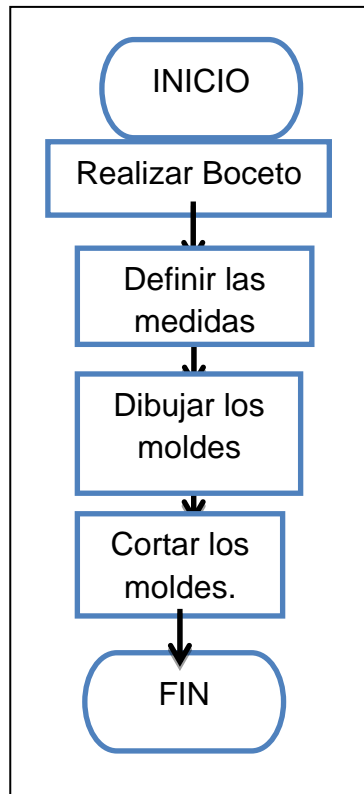 INICIO
Realizar Boceto
Definir las
medidas
Dibujar los
moldes
Cortar los
moldes.
FIN